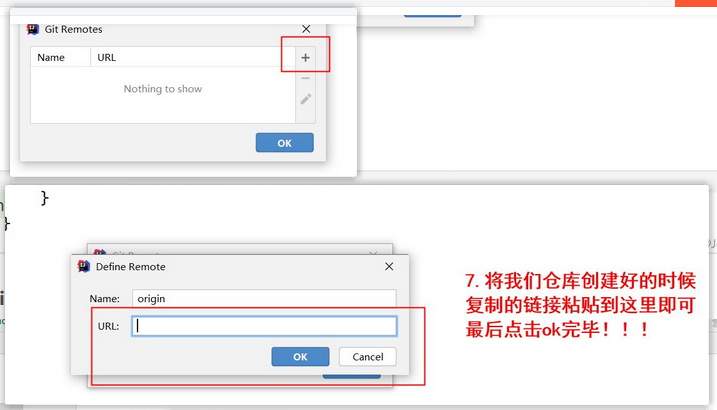 Git Remotes
Name URL
Nothing to show
OK
}
}
Define Remote
Name: origin
URL:
OK Cancel
7. 将我们仓库创建好的时候
复制的链接粘贴到这里即可
最后点击ok完毕！！！